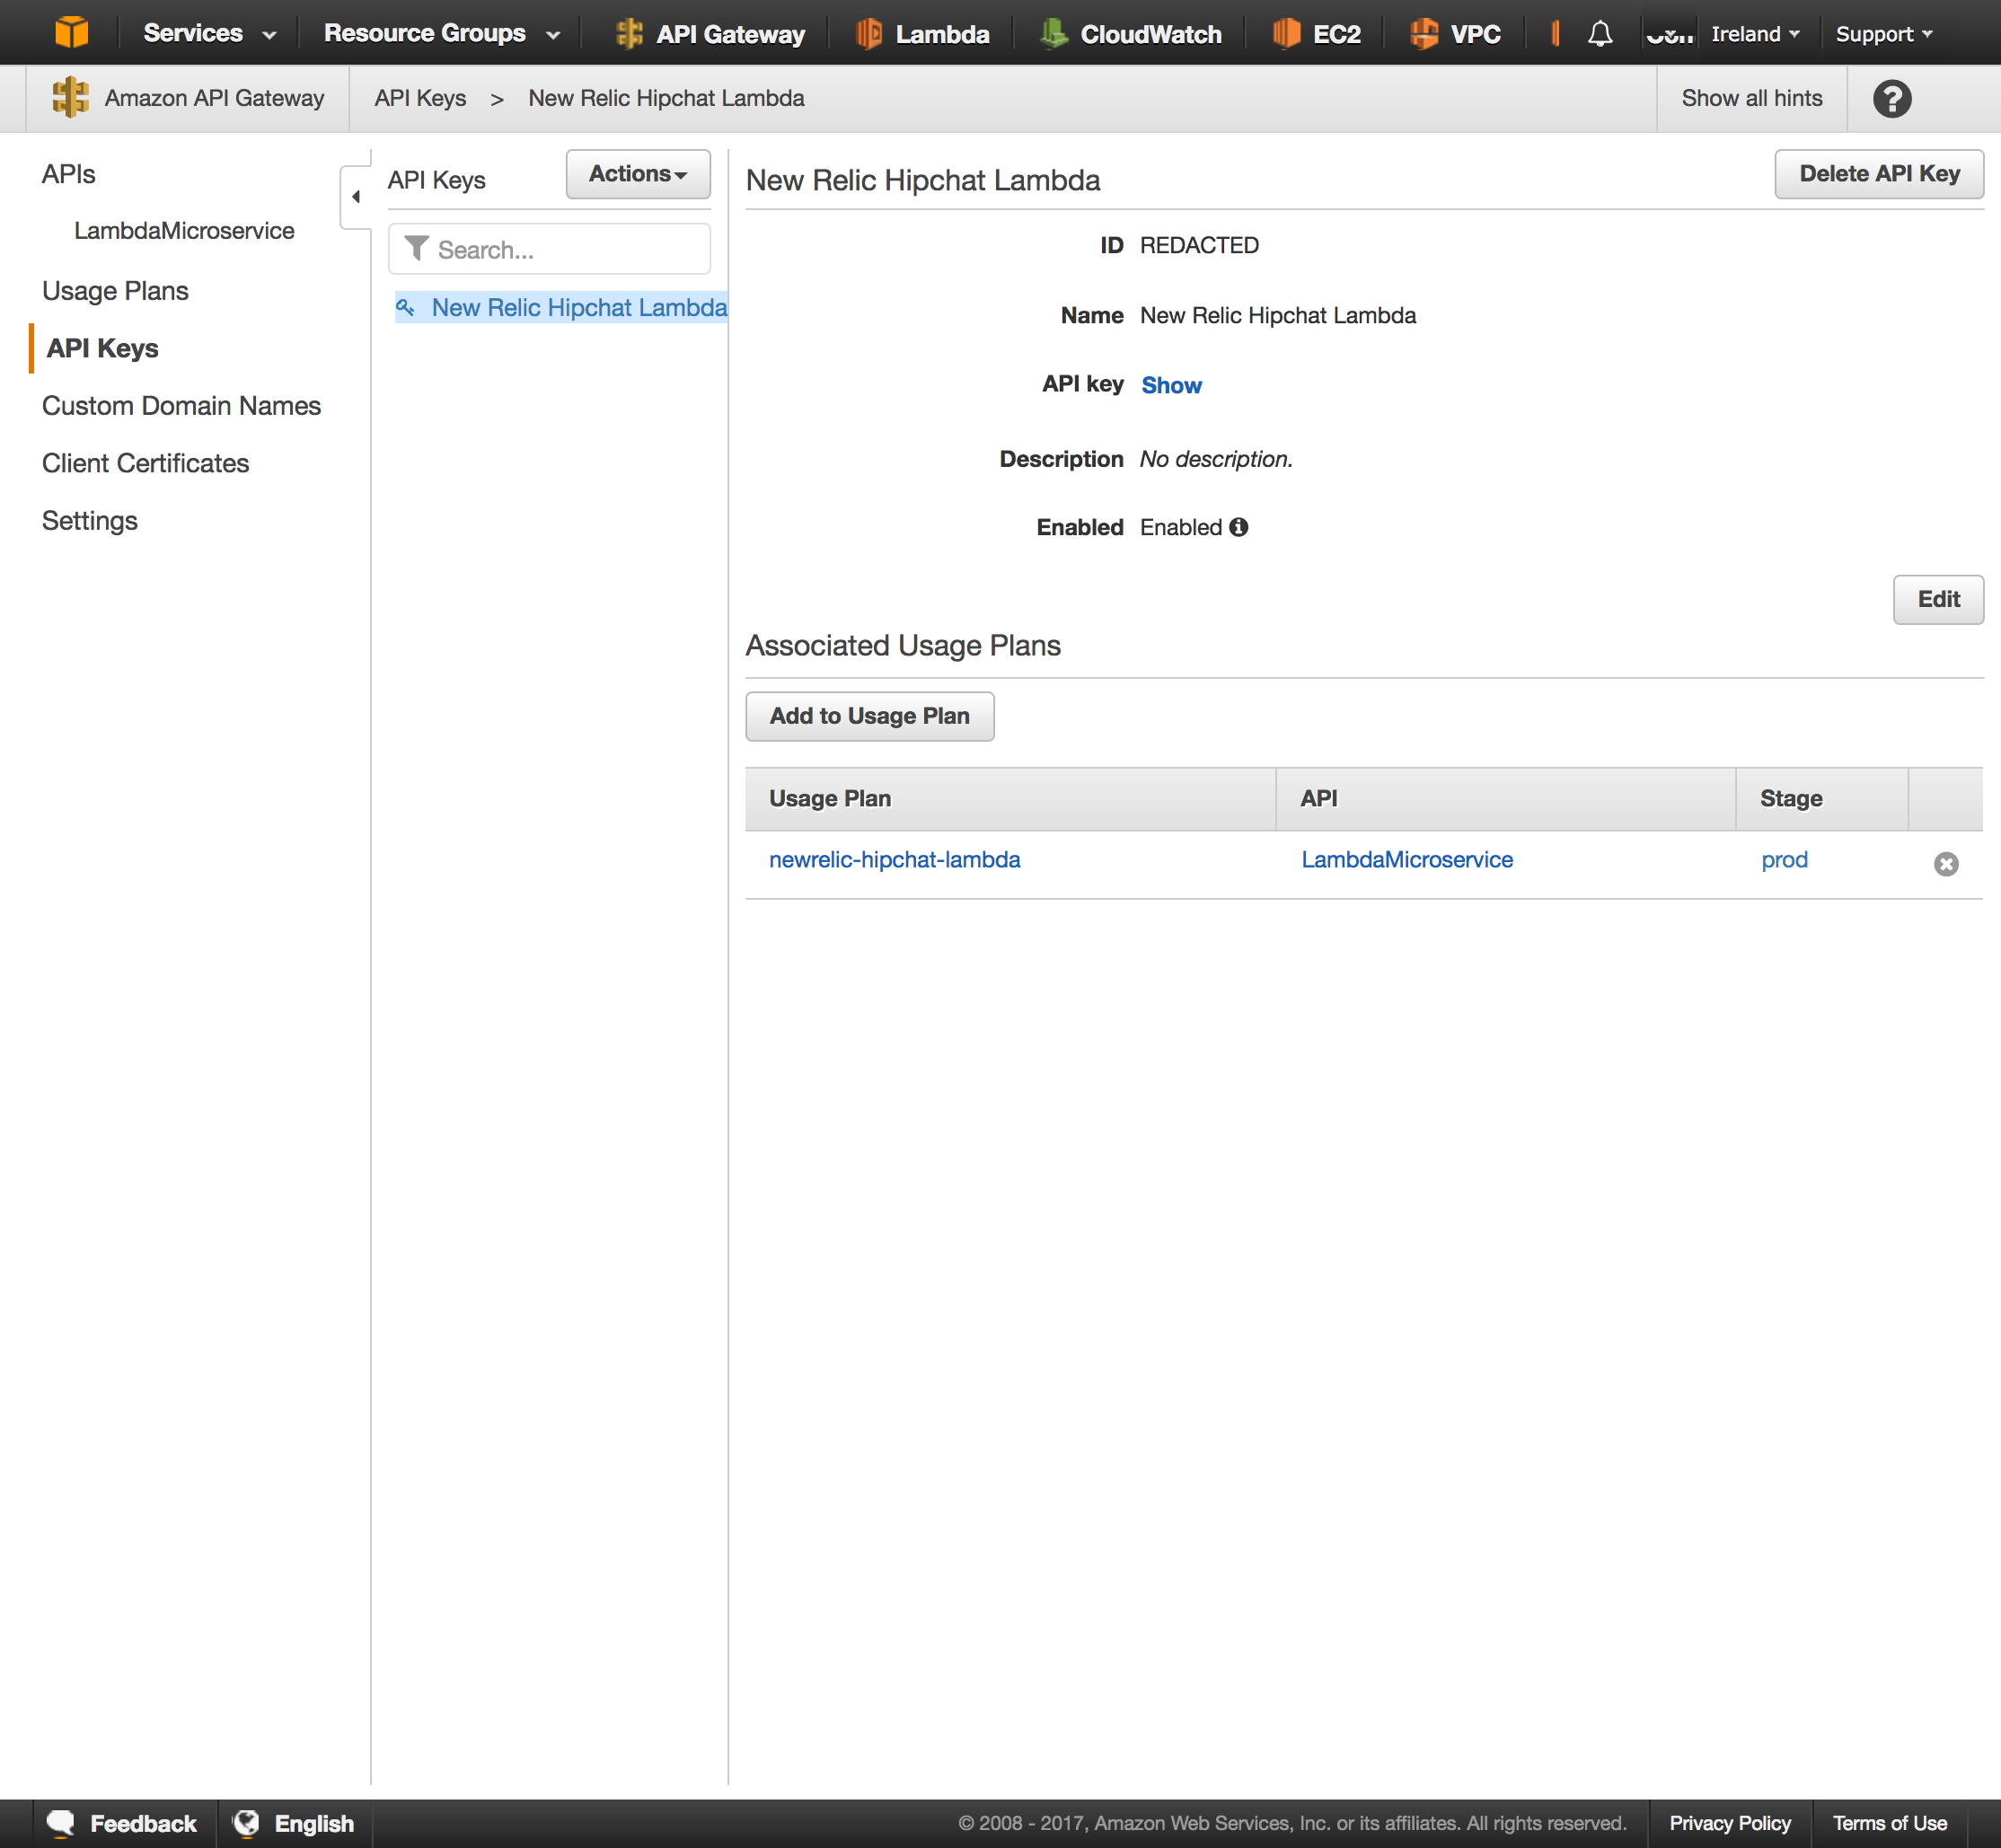 Services Resource Groups API Gateway Lambda CloudWatch EC2 VPC Ireland Support
Amazon API Gateway API Keys > New Relic Hipchat Lambda Show all hints ?
APIs
LambdaMicroservice
Usage Plans
API Keys
Custom Domain Names
Client Certificates
Settings
API Keys Actions
Search...
New Relic Hipchat Lambda
New Relic Hipchat Lambda Delete API Key
ID REDACTED
Name New Relic Hipchat Lambda
API key Show
Description No description.
Enabled Enabled
Edit
Associated Usage Plans
Add to Usage Plan
Usage Plan API Stage
newrelic-hipchat-lambda LambdaMicroservice prod
Feedback English © 2008 - 2017, Amazon Web Services, Inc. or its affiliates. All rights reserved. Privacy Policy Terms of Use